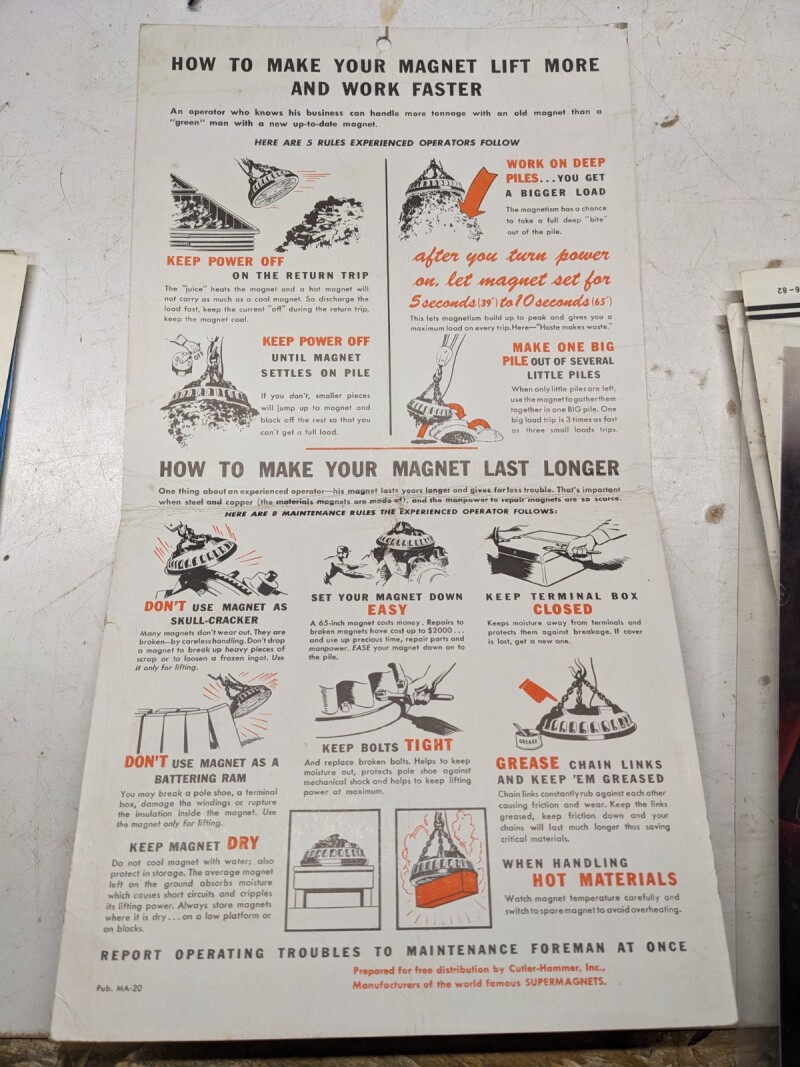 HOW TO MAKE YOUR MAGNET LIFT MORE
AND WORK FASTER
An operator who knows his business can handle more tonnage with an old magnet than a
"green" man with a new up-to-date magnet.
HERE ARE 5 RULES EXPERIENCED OPERATORS FOLLOW
KEEP POWER OFF
ON THE RETURN TRIP
The "juice" heats the magnet and a hot magnet will
not carry as much as a cool magnet. So discharge the
load fast, keep the current "off" during the return trip,
keep the magnet cool.
OFF
KEEP POWER OFF
UNTIL MAGNET
SETTLES ON PILE
If you don't, smaller pieces
will jump up to magnet and
block off the rest so that you
can't get a full load.
WORK ON DEEP
PILES...YOU GET
A BIGGER LOAD
The magnetism has a chance
to take a full deep "bite"
out of the pile.
after you turn power
on, let magnet set for
5 seconds (39") to 10 seconds (65")
This lets magnetism build up to peak and gives you a
maximum load on every trip. Here—"Haste makes waste."
MAKE ONE BIG
PILE OUT OF SEVERAL
LITTLE PILES
When only little piles are left,
use the magnet to gather them
together in one BIG pile. One
big load trip is 3 times as fast
as three small loads trips.
HOW TO MAKE YOUR MAGNET LAST LONGER
One thing about an experienced operator—his magnet lasts years longer and gives far less trouble. That's important
when steel and copper (the materials magnets are made of), and the manpower to repair magnets are so scarce.
HERE ARE 8 MAINTENANCE RULES THE EXPERIENCED OPERATOR FOLLOWS:
DON'T USE MAGNET AS
SKULL-CRACKER
Many magnets don't wear out. They are
broken—by careless handling. Don't drop
a magnet to break up heavy pieces of
scrap or to loosen a frozen ingot. Use
it only for lifting.
SET YOUR MAGNET DOWN
EASY
A 65-inch magnet costs money. Repairs to
broken magnets have cost up to $2000...
and use up precious time, repair parts and
manpower. EASE your magnet down on to
the pile.
KEEP TERMINAL BOX
CLOSED
Keeps moisture away from terminals and
protects them against breakage. If cover
is lost, get a new one.
DON'T USE MAGNET AS A
BATTERING RAM
You may break a pole shoe, a terminal
box, damage the windings or rupture
the insulation inside the magnet. Use
the magnet only for lifting.
KEEP BOLTS TIGHT
And replace broken bolts. Helps to keep
moisture out, protects pole shoe against
mechanical shock and helps to keep lifting
power at maximum.
GREASE
GREASE CHAIN LINKS
AND KEEP 'EM GREASED
Chain links constantly rub against each other
causing friction and wear. Keep the links
greased, keep friction down and your
chains will last much longer thus saving
critical materials.
KEEP MAGNET DRY
Do not cool magnet with water; also
protect in storage. The average magnet
left on the ground absorbs moisture
which causes short circuits and cripples
its lifting power. Always store magnets
where it is dry...on a low platform or
on blocks.
WHEN HANDLING
HOT MATERIALS
Watch magnet temperature carefully and
switch to spare magnet to avoid overheating.
REPORT OPERATING TROUBLES TO MAINTENANCE FOREMAN AT ONCE
Prepared for free distribution by Cutler-Hammer, Inc.,
Manufacturers of the world famous SUPERMAGNETS.
Pub. MA-20